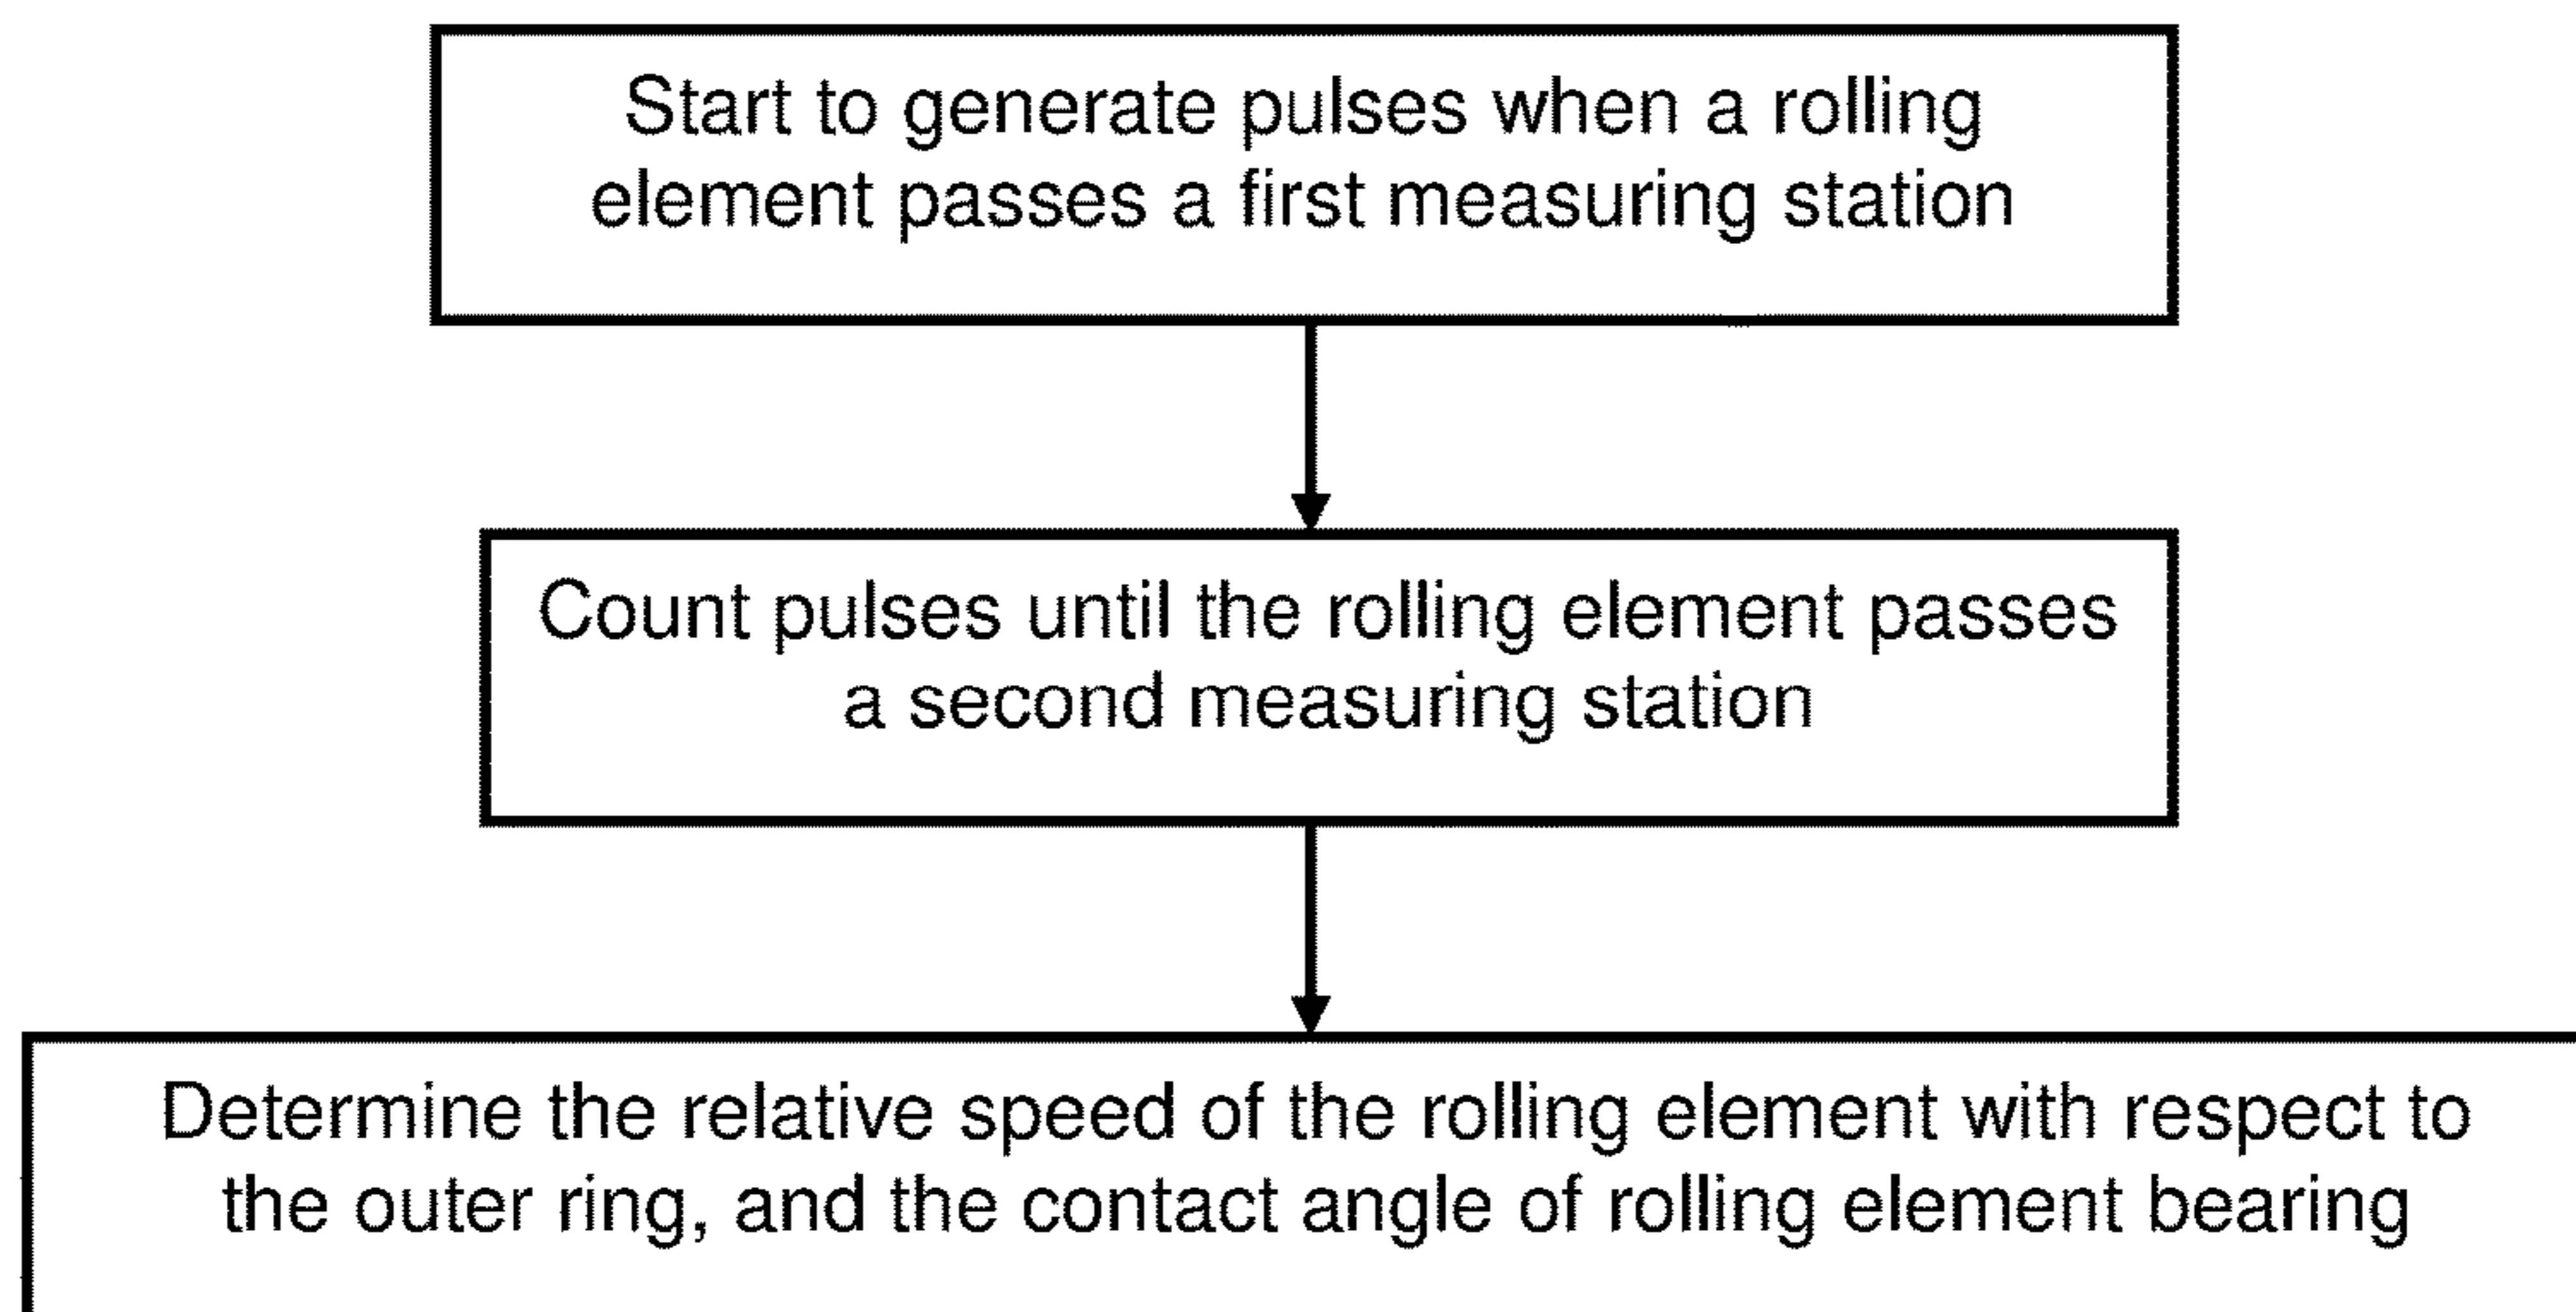 Start to generate pulses when a rolling
element passes a first measuring station
Count pulses until the rolling element passes
a second measuring station
Determine the relative speed of the rolling element with respect to
the outer ring, and the contact angle of rolling element bearing